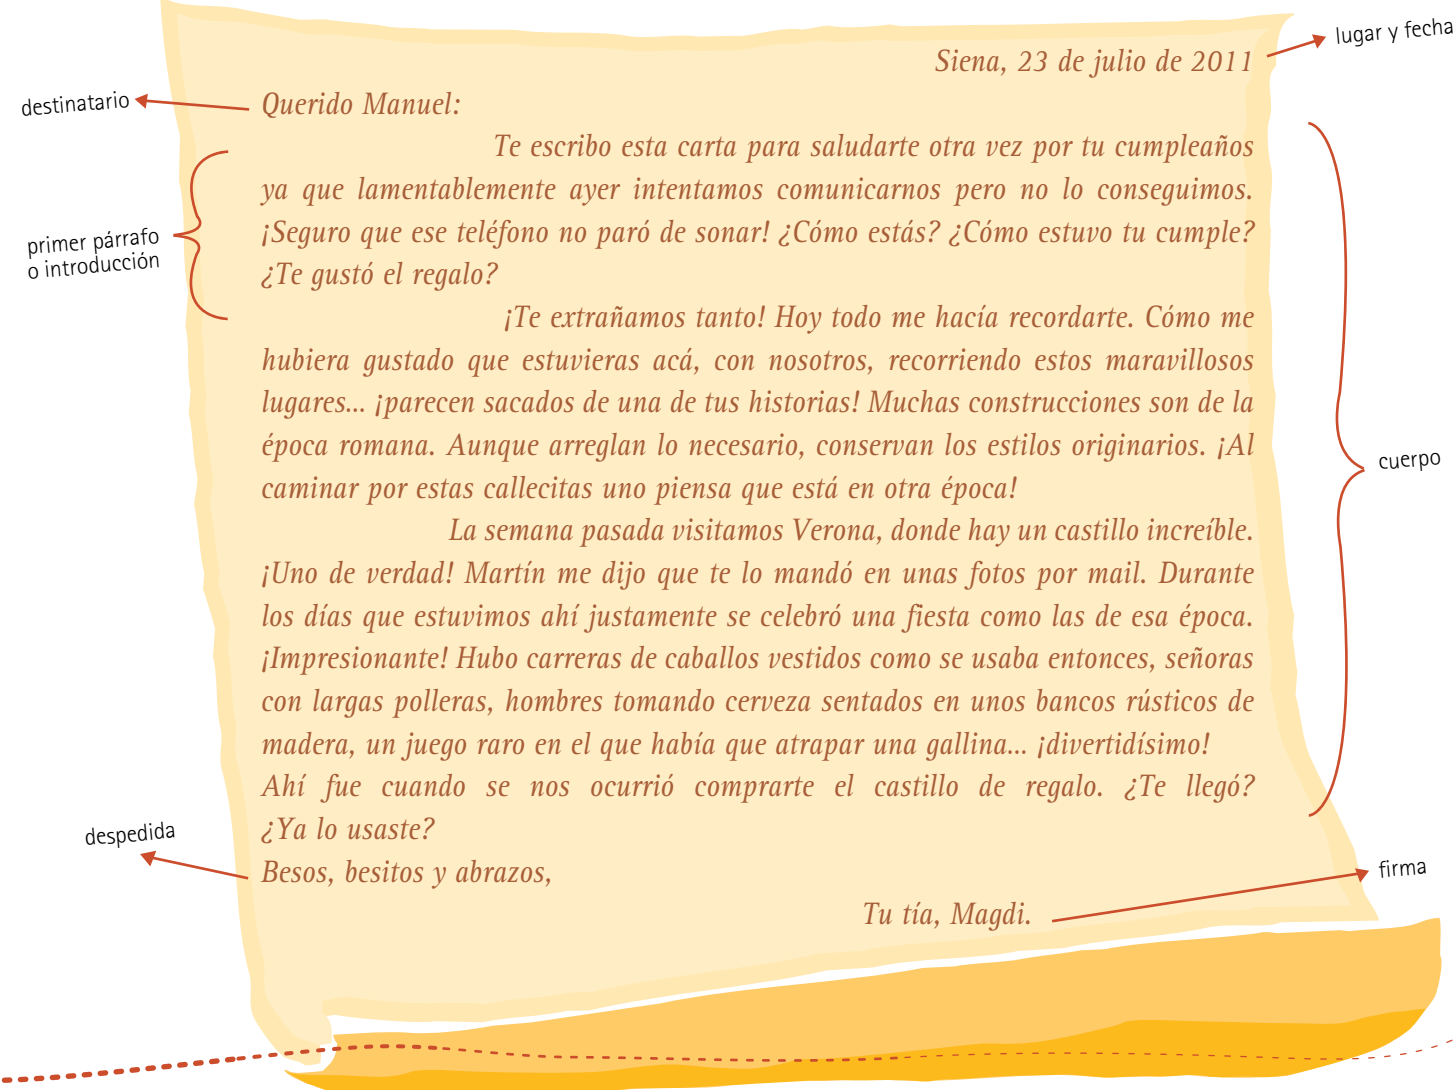 lugar y fecha
Siena, 23 de julio de 2011
destinatario
Querido Manuel:
Te escribo esta carta para saludarte otra vez por tu cumpleaños
ya que lamentablemente ayer intentamos comunicarnos pero no lo conseguimos.
¡Seguro que ese teléfono no paró de sonar! ¿Cómo estás? ¿Cómo estuvo tu cumple?
¿Te gustó el regalo?
primer párrafo
o introducción
¡Te extrañamos tanto! Hoy todo me hacía recordarte. Cómo me
hubiera gustado que estuvieras acá, con nosotros, recorriendo estos maravillosos
lugares... ¡parecen sacados de una de tus historias! Muchas construcciones son de la
época romana. Aunque arreglan lo necesario, conservan los estilos originarios. ¡Al
caminar por estas callecitas uno piensa que está en otra época!
cuerpo
La semana pasada visitamos Verona, donde hay un castillo increíble.
¡Uno de verdad! Martín me dijo que te lo mandó en unas fotos por mail. Durante
los días que estuvimos ahí justamente se celebró una fiesta como las de esa época.
¡Impresionante! Hubo carreras de caballos vestidos como se usaba entonces, señoras
con largas polleras, hombres tomando cerveza sentados en unos bancos rústicos de
madera, un juego raro en el que había que atrapar una gallina... ¡divertidísimo!
Ahí fue cuando se nos ocurrió comprarte el castillo de regalo. ¿Te llegó?
¿Ya lo usaste?
despedida
Besos, besitos y abrazos,
firma
Tu tía, Magdi.